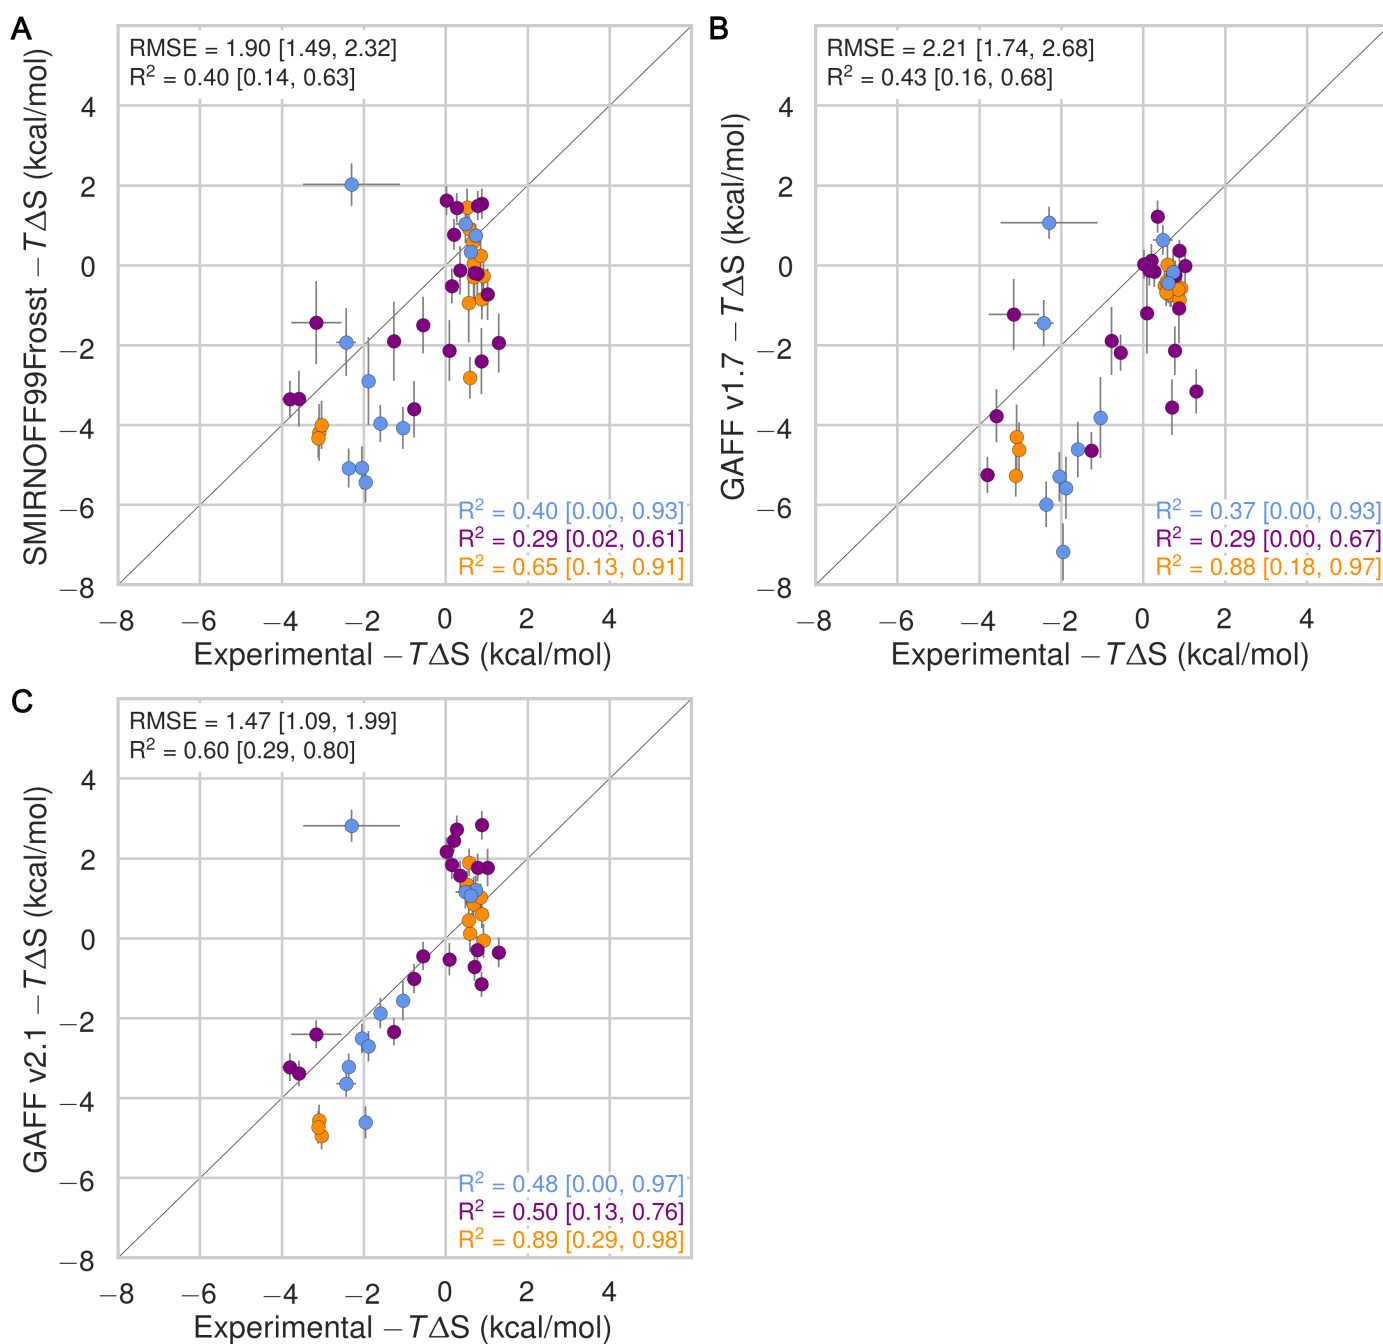 A
RMSE = 1.90 [1.49, 2.32]
R² = 0.40 [0.14, 0.63]
SMIRNOFF99Frosst −TΔS (kcal/mol)
4
2
0
−2
−4
−6
−8
R² = 0.40 [0.00, 0.93]
R² = 0.29 [0.02, 0.61]
R² = 0.65 [0.13, 0.91]
−8 −6 −4 −2 0 2 4
Experimental −TΔS (kcal/mol)
B
RMSE = 2.21 [1.74, 2.68]
R² = 0.43 [0.16, 0.68]
GAFF v1.7 −TΔS (kcal/mol)
4
2
0
−2
−4
−6
−8
R² = 0.37 [0.00, 0.93]
R² = 0.29 [0.00, 0.67]
R² = 0.88 [0.18, 0.97]
−8 −6 −4 −2 0 2 4
Experimental −TΔS (kcal/mol)
C
RMSE = 1.47 [1.09, 1.99]
R² = 0.60 [0.29, 0.80]
GAFF v2.1 −TΔS (kcal/mol)
4
2
0
−2
−4
−6
−8
R² = 0.48 [0.00, 0.97]
R² = 0.50 [0.13, 0.76]
R² = 0.89 [0.29, 0.98]
−8 −6 −4 −2 0 2 4
Experimental −TΔS (kcal/mol)